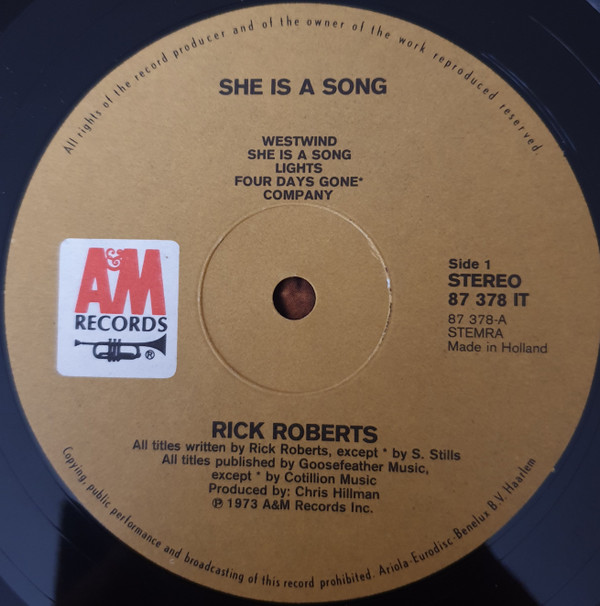 All rights of the record producer and of the owner of the work reproduced reserved.
SHE IS A SONG
WESTWIND
SHE IS A SONG
LIGHTS
FOUR DAYS GONE*
COMPANY
A&M
RECORDS
®
Side 1
STEREO
87 378 IT
87 378-A
STEMRA
Made in Holland
RICK ROBERTS
All titles written by Rick Roberts, except * by S. Stills
All titles published by Goosefeather Music,
except * by Cotillion Music
Produced by: Chris Hillman
℗ 1973 A&M Records Inc.
Copying, public performance and broadcasting of this record prohibited. Ariola-Eurodisc-Benelux B.V. Haarlem